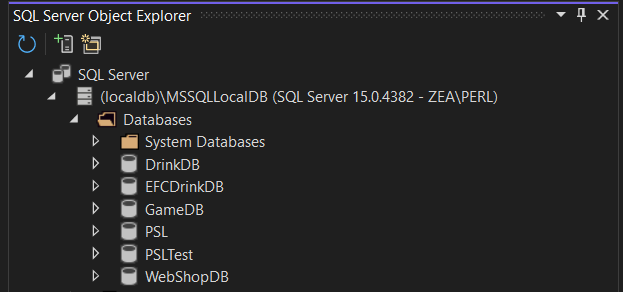 SQL Server Object Explorer
SQL Server
(localdb)\MSSQLLocalDB (SQL Server 15.0.4382 - ZEA\PERL)
Databases
System Databases
DrinkDB
EFCDrinkDB
GameDB
PSL
PSLTest
WebShopDB